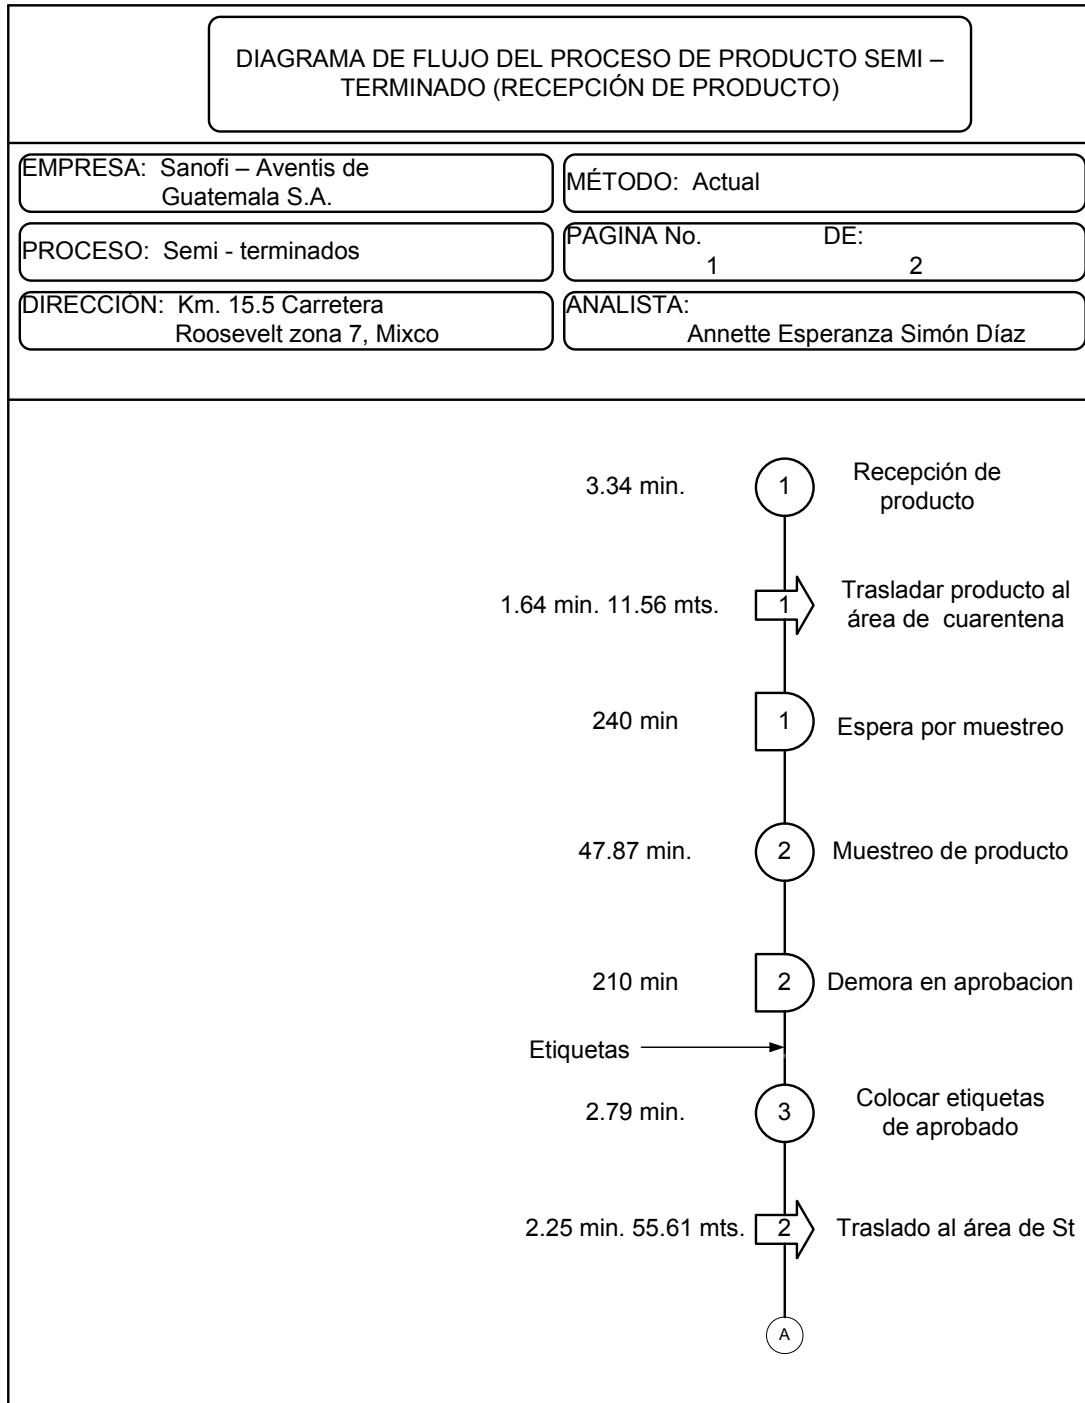 DIAGRAMA DE FLUJO DEL PROCESO DE PRODUCTO SEMI –
TERMINADO (RECEPCIÓN DE PRODUCTO)
EMPRESA: Sanofi – Aventis de
Guatemala S.A.
MÉTODO: Actual
PROCESO: Semi - terminados
PAGINA No. DE:
1 2
DIRECCIÓN: Km. 15.5 Carretera
Roosevelt zona 7, Mixco
ANALISTA:
Annette Esperanza Simón Díaz
3.34 min.
1
Recepción de
producto
1.64 min. 11.56 mts.
1
Trasladar producto al
área de cuarentena
240 min
1
Espera por muestreo
47.87 min.
2
Muestreo de producto
210 min
2
Demora en aprobacion
Etiquetas
2.79 min.
3
Colocar etiquetas
de aprobado
2.25 min. 55.61 mts.
2
Traslado al área de St
A